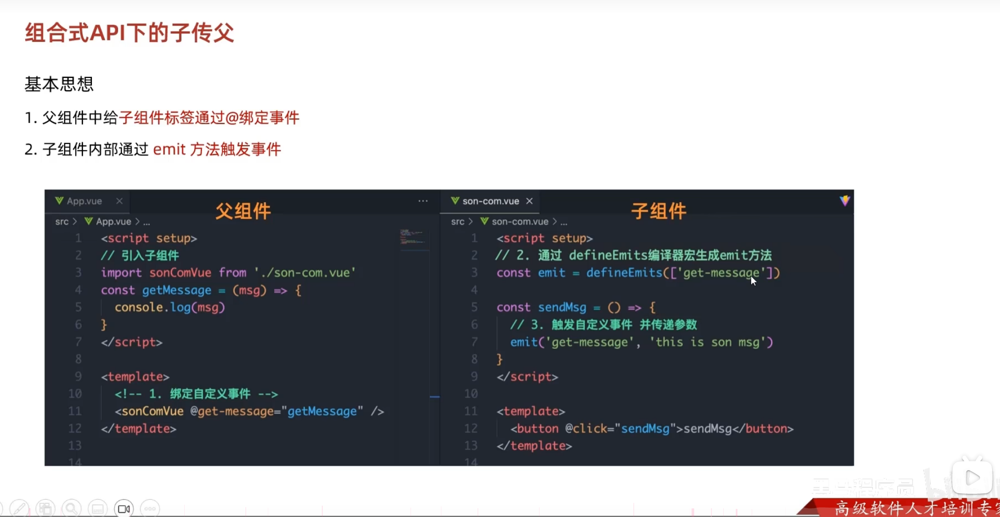 组合式API下的子传父
基本思想
1. 父组件中给子组件标签通过@绑定事件
2. 子组件内部通过 emit 方法触发事件
App.vue
父组件
src > App.vue > ...
1 <script setup>
2 // 引入子组件
3 import sonComVue from './son-com.vue'
4 const getMessage = (msg) => {
5 console.log(msg)
6 }
7 </script>
8
9 <template>
10 <!-- 1. 绑定自定义事件 -->
11 <sonComVue @get-message="getMessage" />
12 </template>
13
14
son-com.vue
子组件
src > son-com.vue > ...
1 <script setup>
2 // 2. 通过 defineEmits编译器宏生成emit方法
3 const emit = defineEmits(['get-message'])
4
5 const sendMsg = () => {
6 // 3. 触发自定义事件 并传递参数
7 emit('get-message', 'this is son msg')
8 }
9 </script>
10
11 <template>
12 <button @click="sendMsg">sendMsg</button>
13 </template>
14
程序员
高级软件人才培训专家